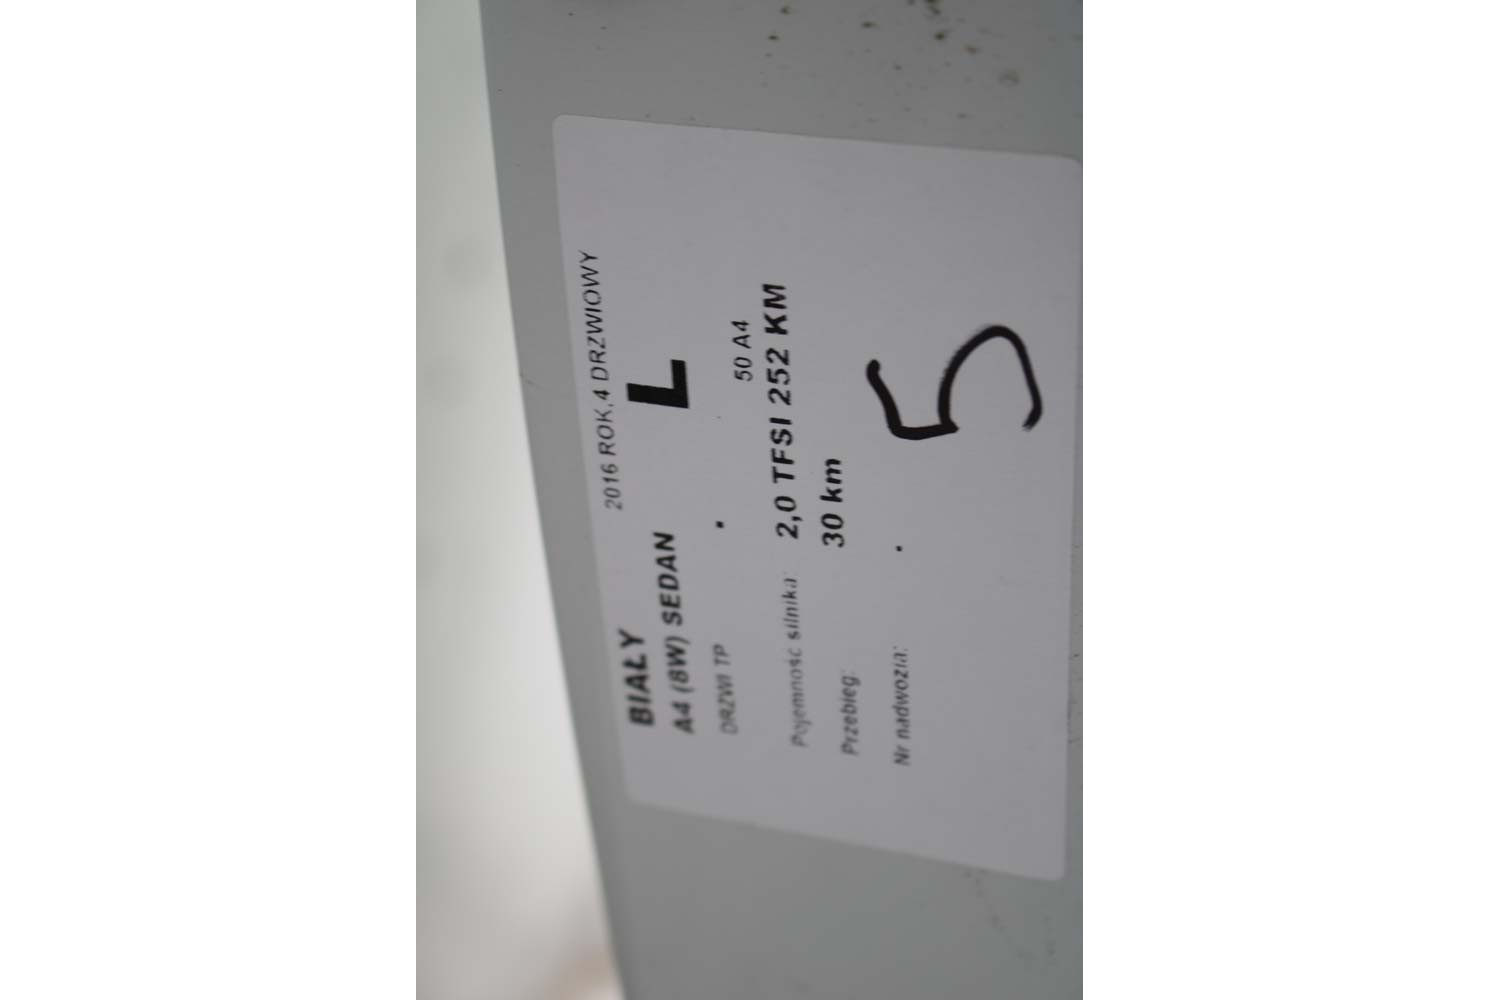 BIAŁY 2016 ROK,4 DRZWIOWY
A4 (8W) SEDAN L
DRZWI TP .
50 A4
Pojemność silnika: 2,0 TFSI 252 KM
Przebieg: 30 km
Nr nadwozia: .
5